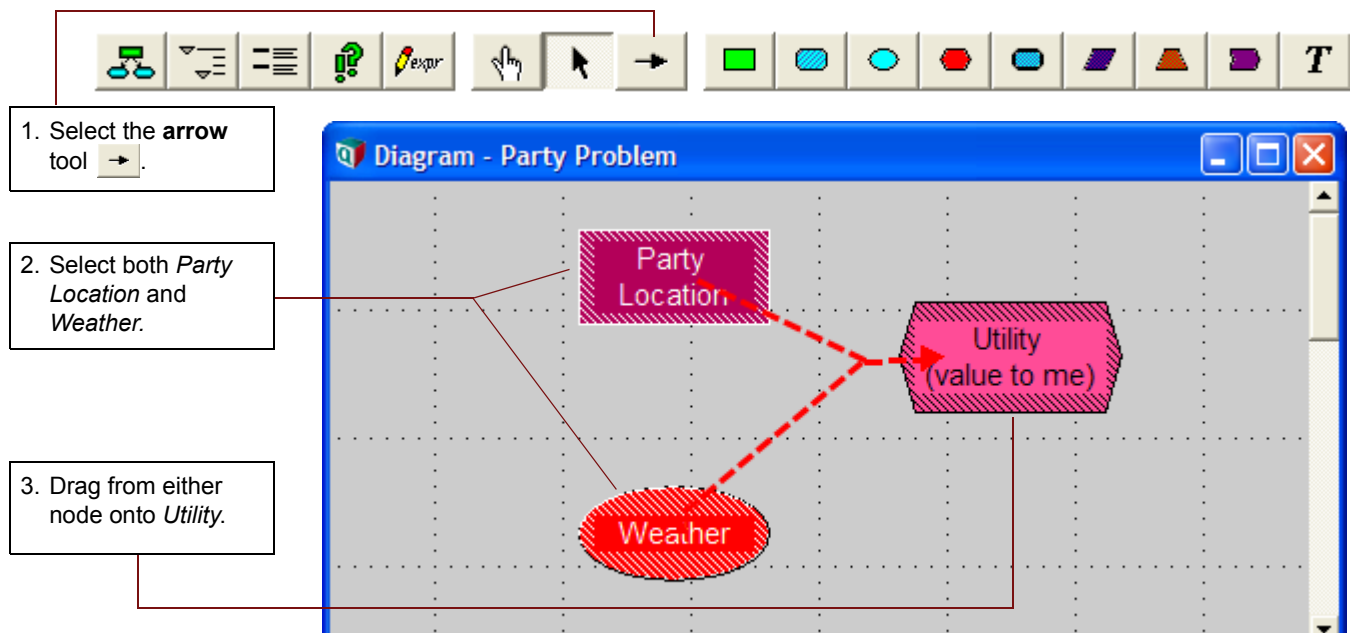 expr
T
1. Select the arrow
tool .
Diagram - Party Problem
2. Select both Party
Location and
Weather.
Party
Location
Utility
(value to me)
3. Drag from either
node onto Utility.
Weather